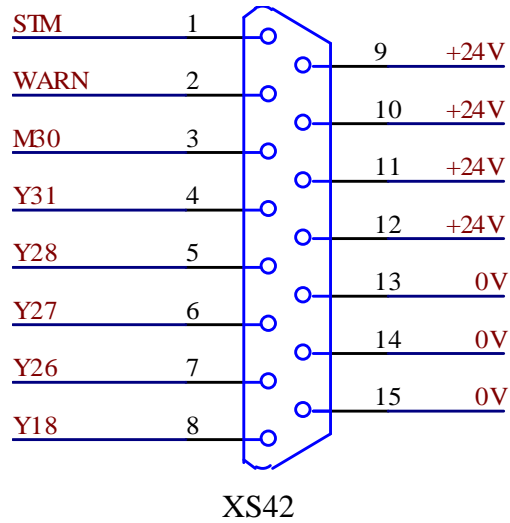 STM 1
9 +24V
WARN 2
10 +24V
M30 3
11 +24V
Y31 4
12 +24V
Y28 5
13 0V
Y27 6
14 0V
Y26 7
15 0V
Y18 8
XS42